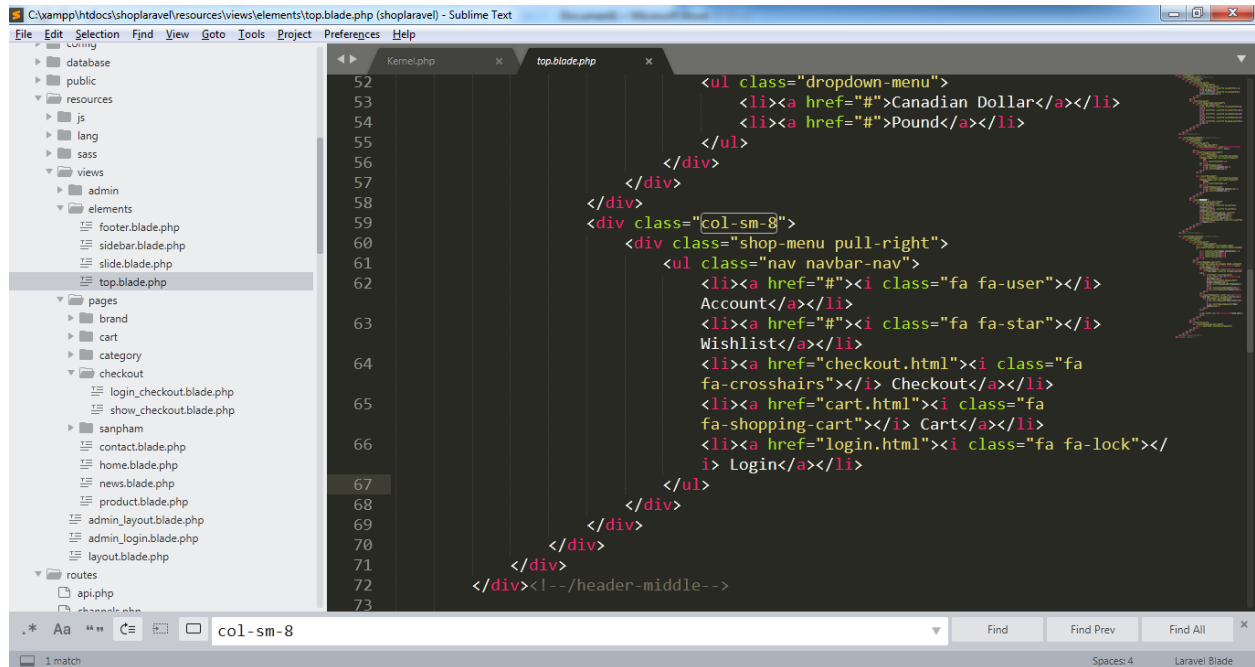 C:\xampp\htdocs\shoplaravel\resources\views\elements\top.blade.php (shoplaravel) - Sublime Text
File Edit Selection Find View Goto Tools Project Preferences Help
config
database
public
resources
js
lang
sass
views
admin
elements
footer.blade.php
sidebar.blade.php
slide.blade.php
top.blade.php
pages
brand
cart
category
checkout
login_checkout.blade.php
show_checkout.blade.php
sanpham
contact.blade.php
home.blade.php
news.blade.php
product.blade.php
admin_layout.blade.php
admin_login.blade.php
layout.blade.php
routes
api.php
channels.php
Kernel.php × top.blade.php ×
52 <ul class="dropdown-menu">
53 <li><a href="#">Canadian Dollar</a></li>
54 <li><a href="#">Pound</a></li>
55 </ul>
56 </div>
57 </div>
58 </div>
59 <div class="col-sm-8">
60 <div class="shop-menu pull-right">
61 <ul class="nav navbar-nav">
62 <li><a href="#"><i class="fa fa-user"></i>
Account</a></li>
63 <li><a href="#"><i class="fa fa-star"></i>
Wishlist</a></li>
64 <li><a href="checkout.html"><i class="fa
fa-crosshairs"></i> Checkout</a></li>
65 <li><a href="cart.html"><i class="fa
fa-shopping-cart"></i> Cart</a></li>
66 <li><a href="login.html"><i class="fa fa-lock"></
i> Login</a></li>
67 </ul>
68 </div>
69 </div>
70 </div>
71 </div>
72 </div><!--/header-middle-->
73
.* Aa “” col-sm-8 Find Find Prev Find All ×
1 match Spaces: 4 Laravel Blade